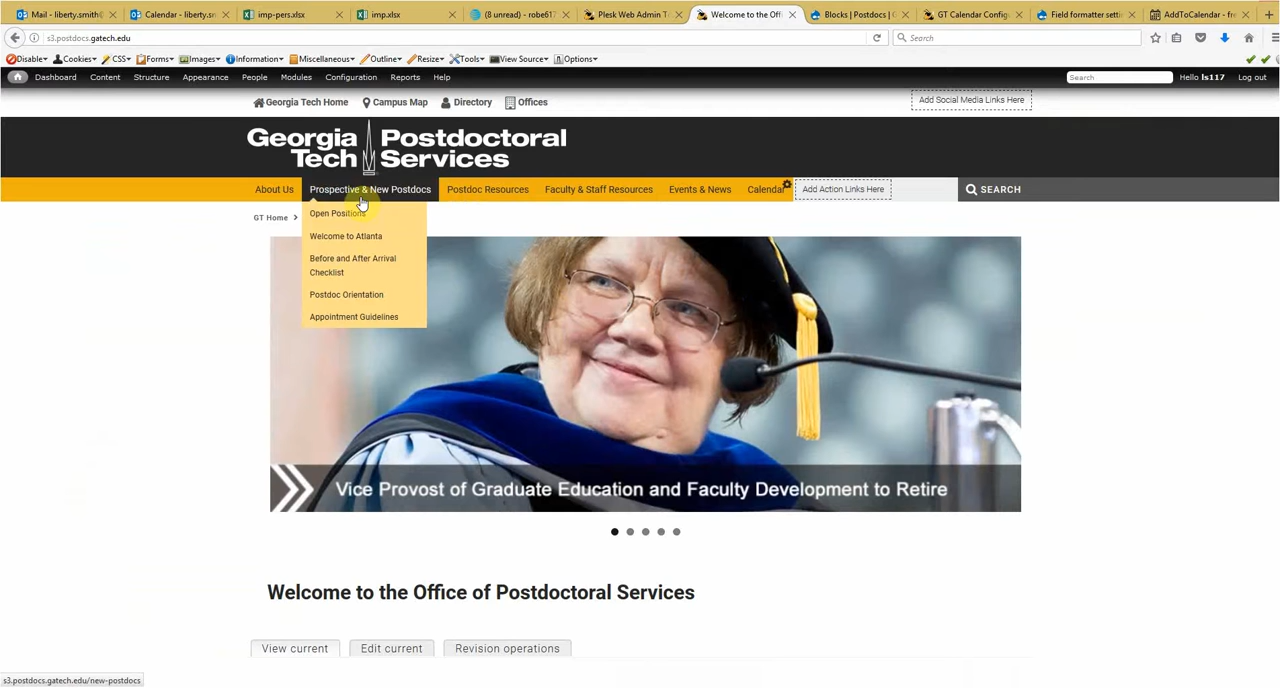 Mail - liberty.smith@
Calendar - liberty.sn
imp-pers.xlsx
imp.xlsx
(8 unread) - robe617
Plesk Web Admin T
Welcome to the Off
Blocks | Postdocs | G
GT Calendar Config
Field formatter setti
AddToCalendar - fre
s3.postdocs.gatech.edu
Search
Disable
Cookies
CSS
Forms
Images
Information
Miscellaneous
Outline
Resize
Tools
View Source
Options
Dashboard
Content
Structure
Appearance
People
Modules
Configuration
Reports
Help
Search
Hello ls117
Log out
Georgia Tech Home
Campus Map
Directory
Offices
Add Social Media Links Here
Georgia Tech
Postdoctoral Services
About Us
Prospective & New Postdocs
Postdoc Resources
Faculty & Staff Resources
Events & News
Calendar
Add Action Links Here
SEARCH
GT Home
Open Positions
Welcome to Atlanta
Before and After Arrival
Checklist
Postdoc Orientation
Appointment Guidelines
Vice Provost of Graduate Education and Faculty Development to Retire
Welcome to the Office of Postdoctoral Services
View current
Edit current
Revision operations
s3.postdocs.gatech.edu/new-postdocs